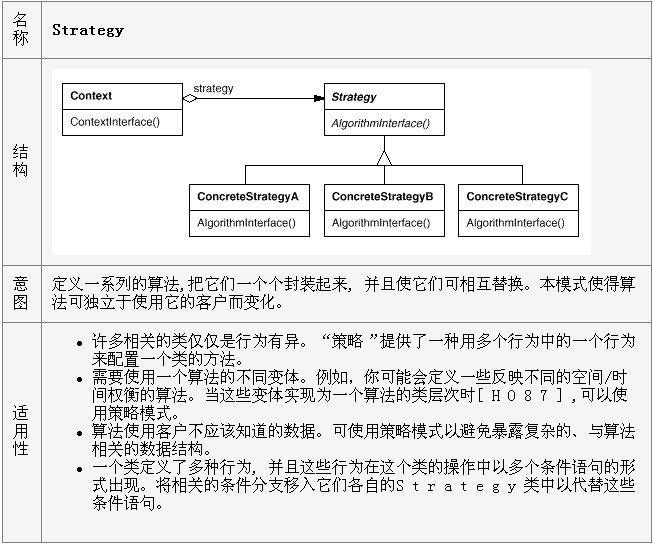 名
称
Strategy
结
构
strategy
Context
Strategy
ContextInterface()
AlgorithmInterface()
ConcreteStrategyA
ConcreteStrategyB
ConcreteStrategyC
AlgorithmInterface()
AlgorithmInterface()
AlgorithmInterface()
意
图
定义一系列的算法,把它们一个个封装起来, 并且使它们可相互替换。本模式使得算
法可独立于使用它的客户而变化。
适
用
性
• 许多相关的类仅仅是行为有异。 “策略 ”提供了一种用多个行为中的一个行为
来配置一个类的方法。
• 需要使用一个算法的不同变体。例如，你可能会定义一些反映不同的空间/时
间权衡的算法。当这些变体实现为一个算法的类层次时[ H O 8 7 ] ,可以使
用策略模式。
• 算法使用客户不应该知道的数据。可使用策略模式以避免暴露复杂的、与算法
相关的数据结构。
• 一个类定义了多种行为, 并且这些行为在这个类的操作中以多个条件语句的形
式出现。将相关的条件分支移入它们各自的S t r a t e g y 类中以代替这些
条件语句。